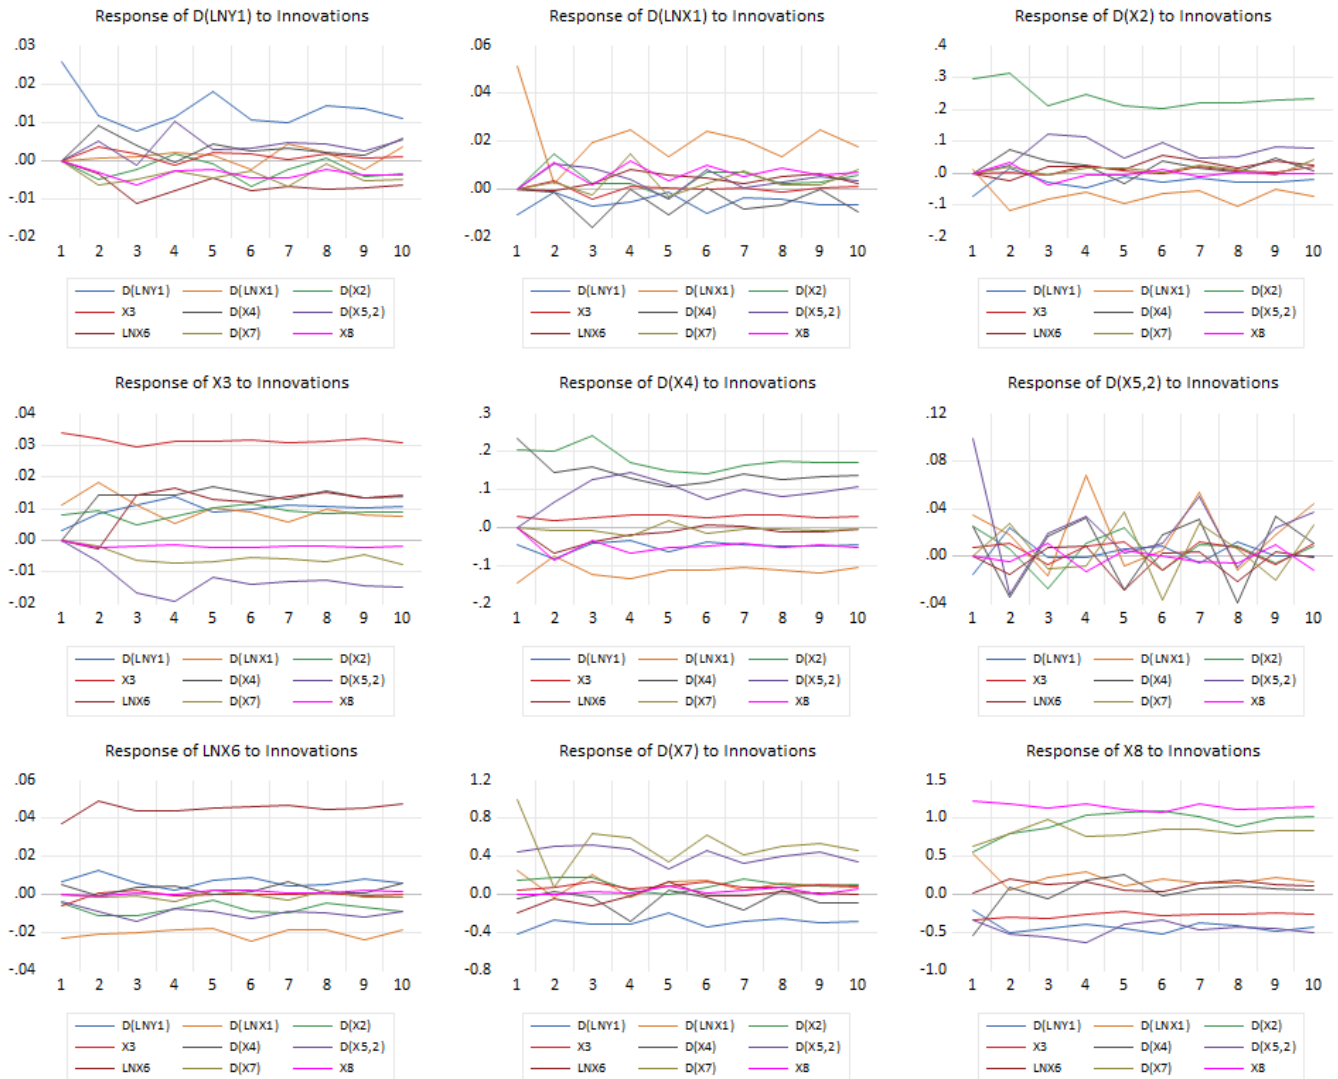 Response of D(LNY1) to Innovations
.03
.02
.01
.00
-.01
-.02
1 2 3 4 5 6 7 8 9 10
D(LNY1) D(LNX1) D(X2)
X3 D(X4) D(X5,2)
LNX6 D(X7) X8
Response of D(LNX1) to Innovations
.06
.04
.02
.00
-.02
1 2 3 4 5 6 7 8 9 10
D(LNY1) D(LNX1) D(X2)
X3 D(X4) D(X5,2)
LNX6 D(X7) X8
Response of D(X2) to Innovations
.4
.3
.2
.1
.0
-.1
-.2
1 2 3 4 5 6 7 8 9 10
D(LNY1) D(LNX1) D(X2)
X3 D(X4) D(X5,2)
LNX6 D(X7) X8
Response of X3 to Innovations
.04
.03
.02
.01
.00
-.01
-.02
1 2 3 4 5 6 7 8 9 10
D(LNY1) D(LNX1) D(X2)
X3 D(X4) D(X5,2)
LNX6 D(X7) X8
Response of D(X4) to Innovations
.3
.2
.1
.0
-.1
-.2
1 2 3 4 5 6 7 8 9 10
D(LNY1) D(LNX1) D(X2)
X3 D(X4) D(X5,2)
LNX6 D(X7) X8
Response of D(X5,2) to Innovations
.12
.08
.04
.00
-.04
1 2 3 4 5 6 7 8 9 10
D(LNY1) D(LNX1) D(X2)
X3 D(X4) D(X5,2)
LNX6 D(X7) X8
Response of LNX6 to Innovations
.06
.04
.02
.00
-.02
-.04
1 2 3 4 5 6 7 8 9 10
D(LNY1) D(LNX1) D(X2)
X3 D(X4) D(X5,2)
LNX6 D(X7) X8
Response of D(X7) to Innovations
1.2
0.8
0.4
0.0
-0.4
-0.8
1 2 3 4 5 6 7 8 9 10
D(LNY1) D(LNX1) D(X2)
X3 D(X4) D(X5,2)
LNX6 D(X7) X8
Response of X8 to Innovations
1.5
1.0
0.5
0.0
-0.5
-1.0
1 2 3 4 5 6 7 8 9 10
D(LNY1) D(LNX1) D(X2)
X3 D(X4) D(X5,2)
LNX6 D(X7) X8